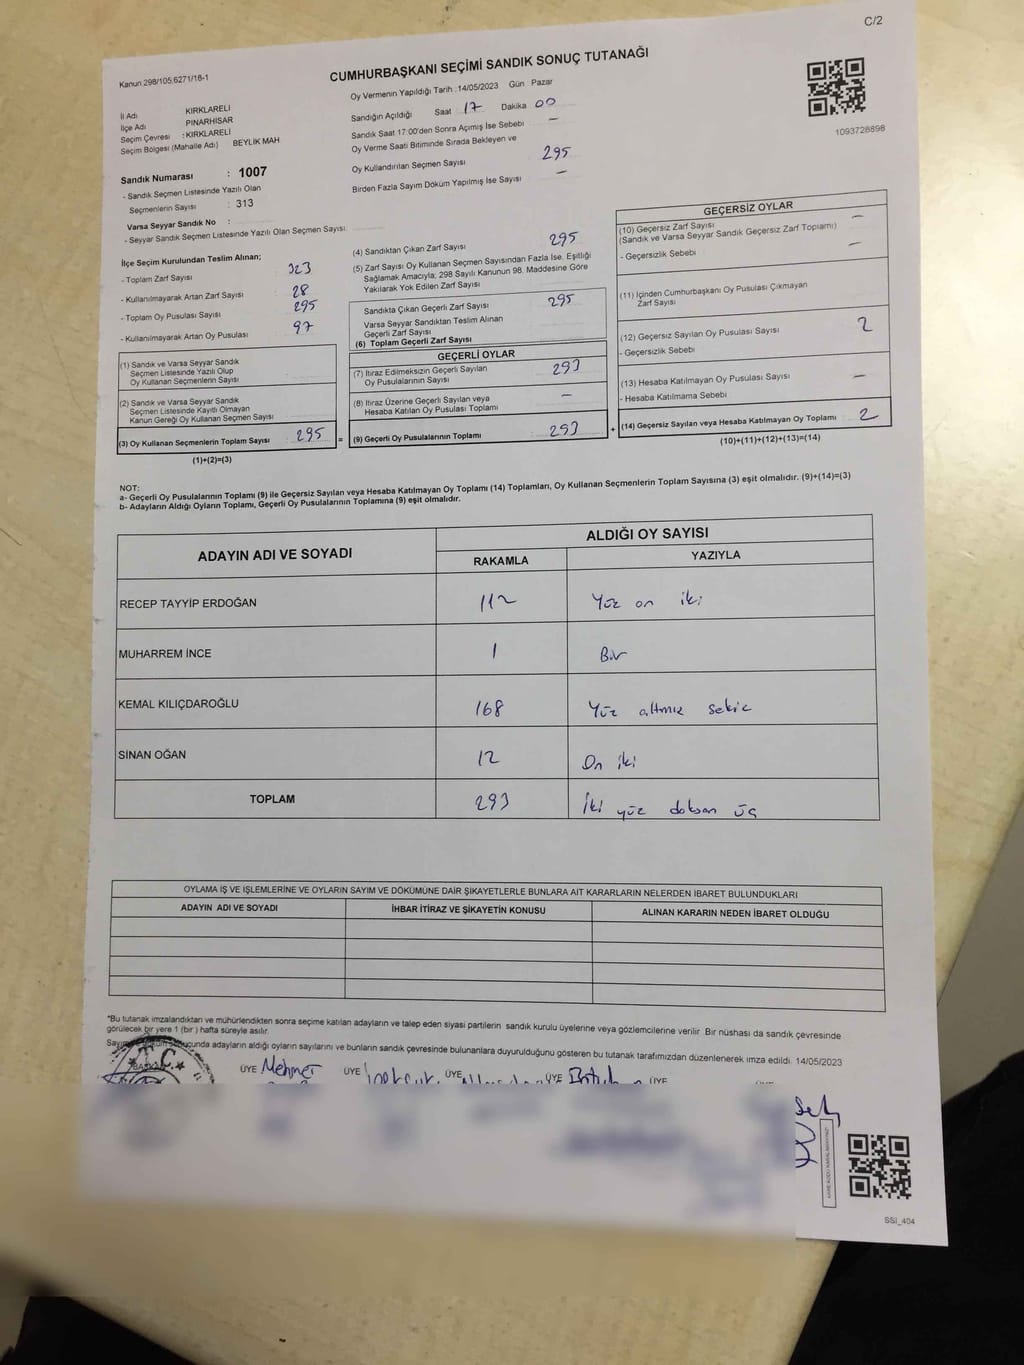 C/2
Kanun 298/105,6271/18-1
CUMHURBAŞKANI SEÇİMİ SANDIK SONUÇ TUTANAĞI
1093728898
İl Adı KIRKLARELİ
İlçe Adı PINARHİSAR
Seçim Çevresi : KIRKLARELİ
Seçim Bölgesi (Mahalle Adı) BEYLİK MAH
Oy Vermenin Yapıldığı Tarih :14/05/2023 Gün Pazar
Sandığın Açıldığı Saat 17 Dakika 00
Sandık Saat 17:00'den Sonra Açımış İse Sebebi —
Oy Verme Saati Bitiminde Sırada Bekleyen ve
Oy Kullandırılan Seçmen Sayısı 295
Birden Fazla Sayım Döküm Yapılmış İse Sayısı —
Sandık Numarası : 1007
- Sandık Seçmen Listesinde Yazılı Olan
Seçmenlerin Sayısı : 313
Varsa Seyyar Sandık No :
- Seyyar Sandık Seçmen Listesinde Yazılı Olan Seçmen Sayısı:
İlçe Seçim Kurulundan Teslim Alınan;
- Toplam Zarf Sayısı 323
- Kullanılmayarak Artan Zarf Sayısı 28
- Toplam Oy Pusulası Sayısı 295
- Kullanılmayarak Artan Oy Pusulası 97
(1) Sandık ve Varsa Seyyar Sandık
Seçmen Listesinde Yazılı Olup
Oy Kullanan Seçmenlerin Sayısı
(2) Sandık ve Varsa Seyyar Sandık
Seçmen Listesinde Kayıtlı Olmayan
Kanun Gereği Oy Kullanan Seçmen Sayısı
(3) Oy Kullanan Seçmenlerin Toplam Sayısı : 295
(1)+(2)=(3)
(4) Sandıktan Çıkan Zarf Sayısı 295
(5) Zarf Sayısı Oy Kullanan Seçmen Sayısından Fazla İse, Eşitliği
Sağlamak Amacıyla; 298 Sayılı Kanunun 98. Maddesine Göre
Yakılarak Yok Edilen Zarf Sayısı
Sandıkta Çıkan Geçerli Zarf Sayısı 295
Varsa Seyyar Sandıktan Teslim Alınan
Geçerli Zarf Sayısı
(6) Toplam Geçerli Zarf Sayısı
GEÇERLİ OYLAR
(7) İtiraz Edilmeksizin Geçerli Sayılan
Oy Pusulalarının Sayısı 293
(8) İtiraz Üzerine Geçerli Sayılan veya
Hesaba Katılan Oy Pusulası Toplamı —
= (9) Geçerli Oy Pusulalarının Toplamı : 293
GEÇERSİZ OYLAR
(10) Geçersiz Zarf Sayısı —
(Sandık ve Varsa Seyyar Sandık Geçersiz Zarf Toplamı)
- Geçersizlik Sebebi —
(11) İçinden Cumhurbaşkanı Oy Pusulası Çıkmayan
Zarf Sayısı
(12) Geçersiz Sayılan Oy Pusulası Sayısı 2
- Geçersizlik Sebebi
(13) Hesaba Katılmayan Oy Pusulası Sayısı —
- Hesaba Katılmama Sebebi
+ (14) Geçersiz Sayılan veya Hesaba Katılmayan Oy Toplamı 2
(10)+(11)+(12)+(13)=(14)
NOT:
a- Geçerli Oy Pusulalarının Toplamı (9) ile Geçersiz Sayılan veya Hesaba Katılmayan Oy Toplamı (14) Toplamları, Oy Kullanan Seçmenlerin Toplam Sayısına (3) eşit olmalıdır. (9)+(14)=(3)
b- Adayların Aldığı Oyların Toplamı, Geçerli Oy Pusulalarının Toplamına (9) eşit olmalıdır.
ADAYIN ADI VE SOYADI ALDIĞI OY SAYISI
RAKAMLA YAZIYLA
RECEP TAYYİP ERDOĞAN 112 Yüz on iki
MUHARREM İNCE 1 Bir
KEMAL KILIÇDAROĞLU 168 Yüz altmış sekiz
SİNAN OĞAN 12 On iki
TOPLAM 293 İki yüz doksan üç
OYLAMA İŞ VE İŞLEMLERİNE VE OYLARIN SAYIM VE DÖKÜMÜNE DAİR ŞİKAYETLERLE BUNLARA AİT KARARLARIN NELERDEN İBARET BULUNDUKLARI
ADAYIN ADI VE SOYADI İHBAR İTİRAZ VE ŞİKAYETİN KONUSU ALINAN KARARIN NEDEN İBARET OLDUĞU
*Bu tutanak imzalandıktan ve mühürlendikten sonra seçime katılan adayların ve talep eden siyasi partilerin sandık kurulu üyelerine veya gözlemcilerine verilir. Bir nüshası da sandık çevresinde
görülecek bir yere 1 (bir ) hafta süreyle asılır.
adayların aldığı oyların sayılarını ve bunların sandık çevresinde bulunanlara duyurulduğunu gösteren bu tutanak tarafımızdan düzenlenerek imza edildi. 14/05/2023
T.C.
ÜYE Mehmet ÜYE ÜYE ÜYE ÜYE
SSI_404